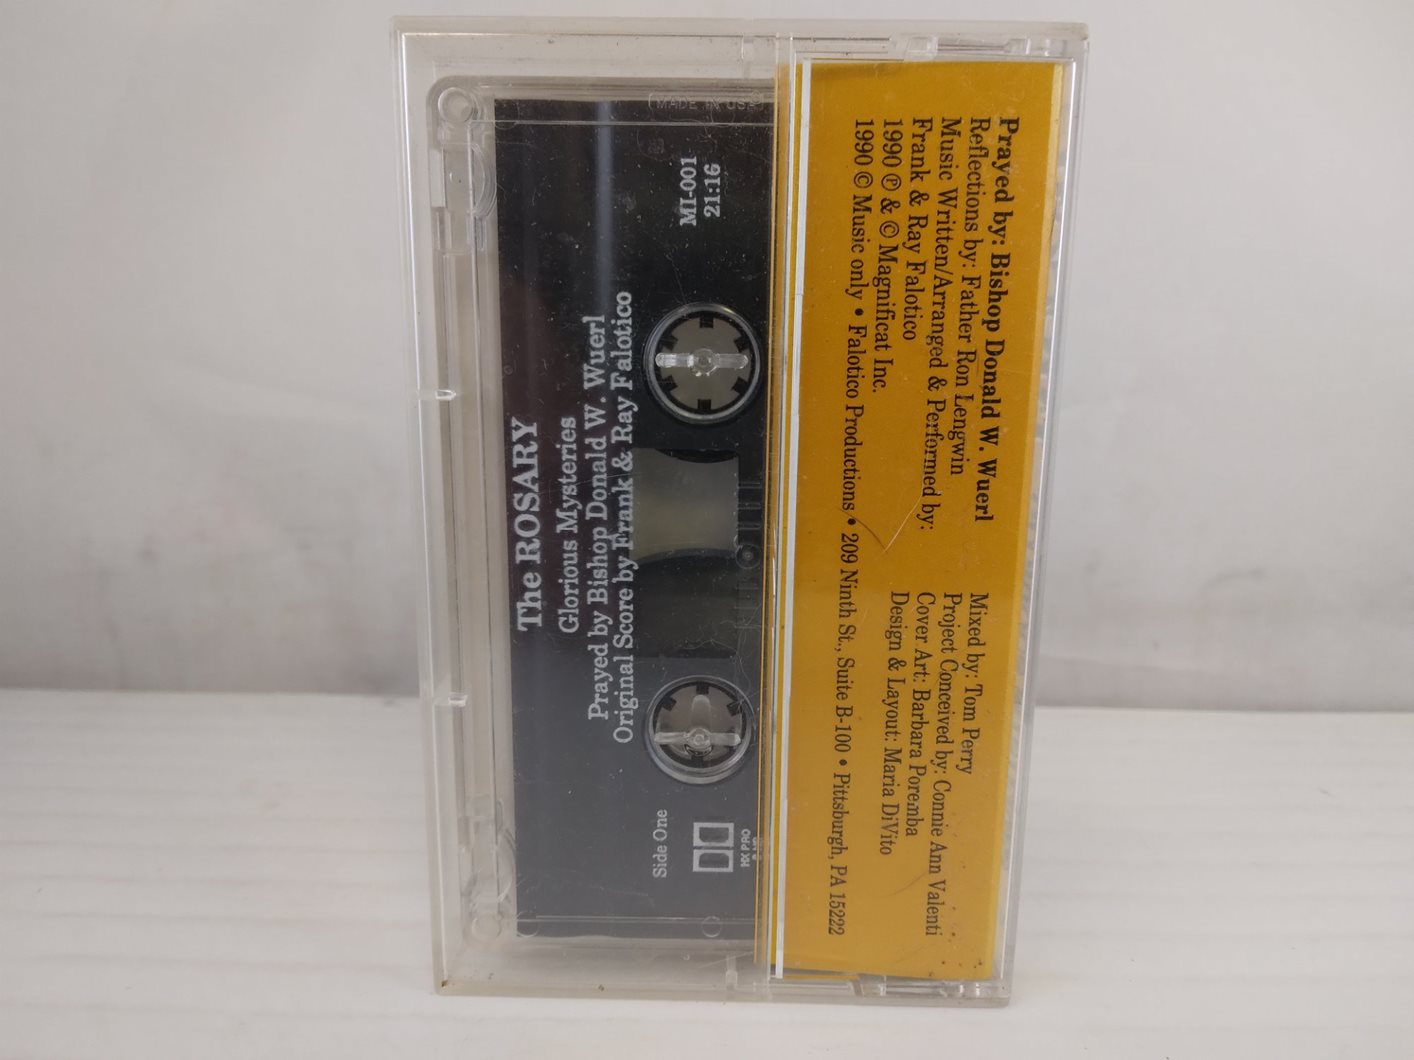 MADE IN USA
The ROSARY
Glorious Mysteries
Prayed by Bishop Donald W. Wuerl
Original Score by Frank & Ray Falotico
Side One
MI-001
21:16
HX PRO
Prayed by: Bishop Donald W. Wuerl
Reflections by: Father Ron Lengwin
Music Written/Arranged & Performed by:
Frank & Ray Falotico
1990 ℗ & © Magnificat Inc.
1990 © Music only • Falotico Productions • 209 Ninth St., Suite B-100 • Pittsburgh, PA 15222
Mixed by: Tom Perry
Project Conceived by: Connie Ann Valenti
Cover Art: Barbara Poremba
Design & Layout: Maria DiVito